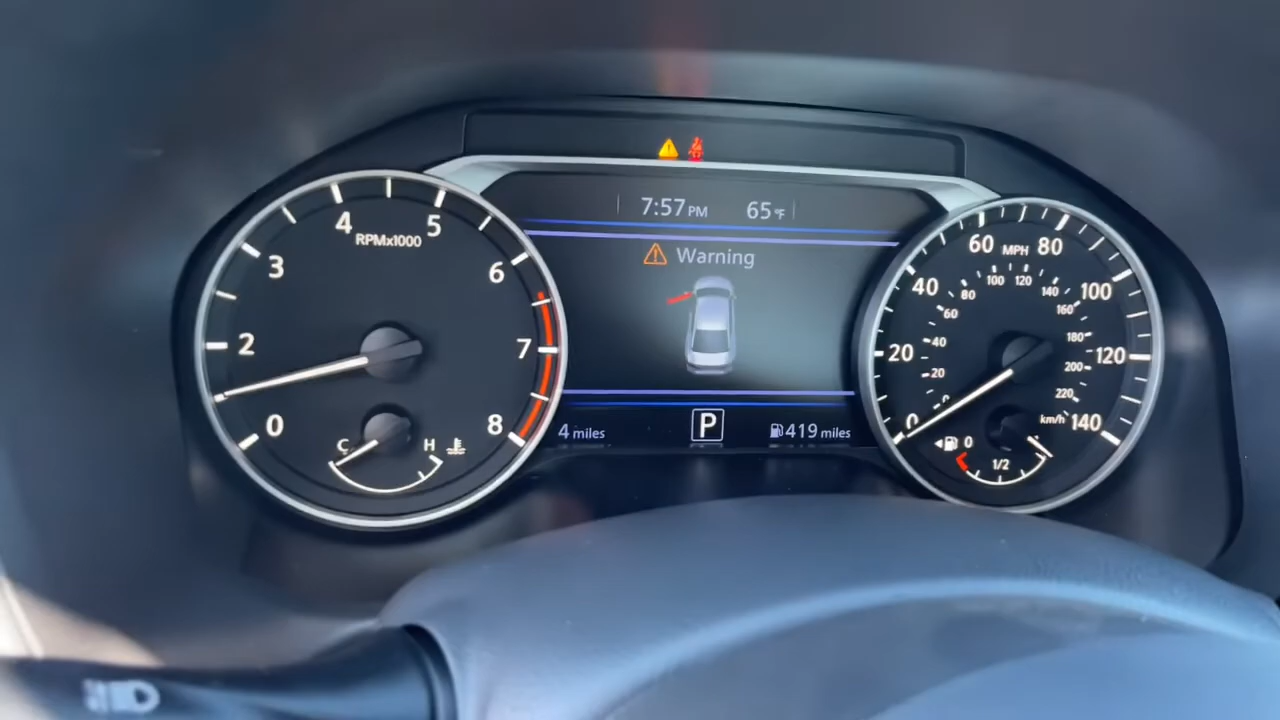 7:57 PM 65°F
Warning
4 miles P 419 miles
0 2 3 4 5 6 7 8
RPMx1000
C H
0 20 40 60 80 100 120 140
MPH
0 20 40 60 80 100 120 140 160 180 200 220
km/h
0 1/2